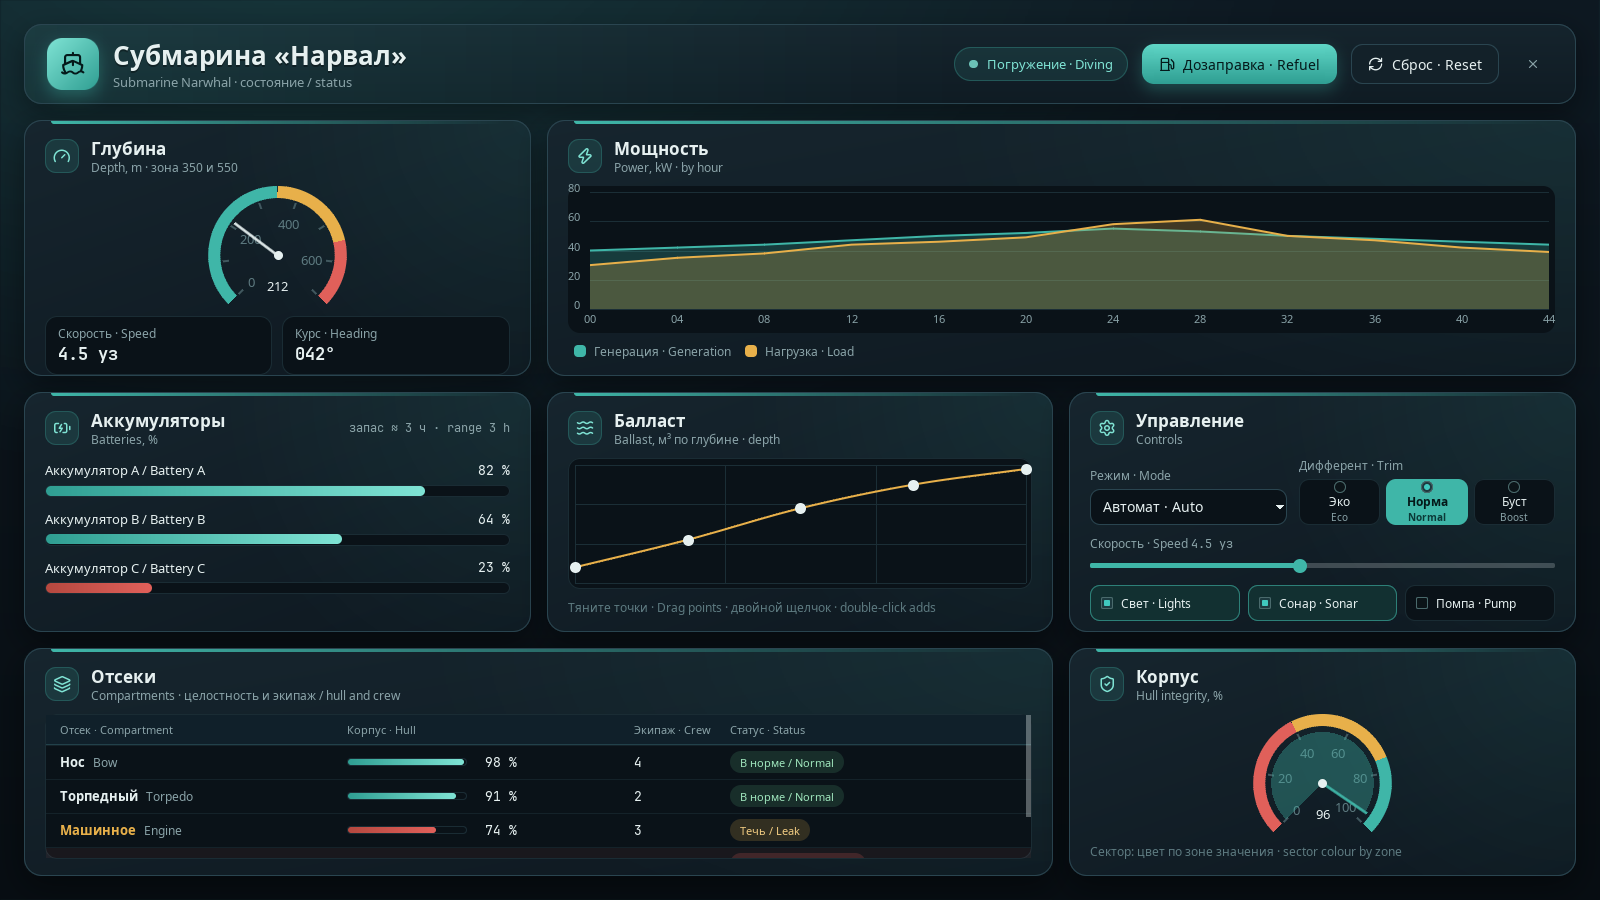 Субмарина «Нарвал»
Submarine Narwhal · состояние / status
Погружение · Diving
Дозаправка · Refuel
Сброс · Reset
×
Глубина
Depth, m · зона 350 и 550
0
200
400
600
212
Скорость · Speed
4.5 уз
Курс · Heading
042°
Мощность
Power, kW · by hour
80
60
40
20
0
00 04 08 12 16 20 24 28 32 36 40 44
Генерация · Generation
Нагрузка · Load
Аккумуляторы
Batteries, %
запас ≈ 3 ч · range 3 h
Аккумулятор A / Battery A 82 %
Аккумулятор B / Battery B 64 %
Аккумулятор C / Battery C 23 %
Балласт
Ballast, м³ по глубине · depth
Тяните точки · Drag points · двойной щелчок · double-click adds
Управление
Controls
Режим · Mode
Автомат · Auto
Дифферент · Trim
Эко
Eco
Норма
Normal
Буст
Boost
Скорость · Speed 4.5 уз
Свет · Lights
Сонар · Sonar
Помпа · Pump
Отсеки
Compartments · целостность и экипаж / hull and crew
Отсек · Compartment Корпус · Hull Экипаж · Crew Статус · Status
Нос Bow 98 % 4 В норме / Normal
Торпедный Torpedo 91 % 2 В норме / Normal
Машинное Engine 74 % 3 Течь / Leak
Корпус
Hull integrity, %
0
20
40
60
80
100
96
Сектор: цвет по зоне значения · sector colour by zone